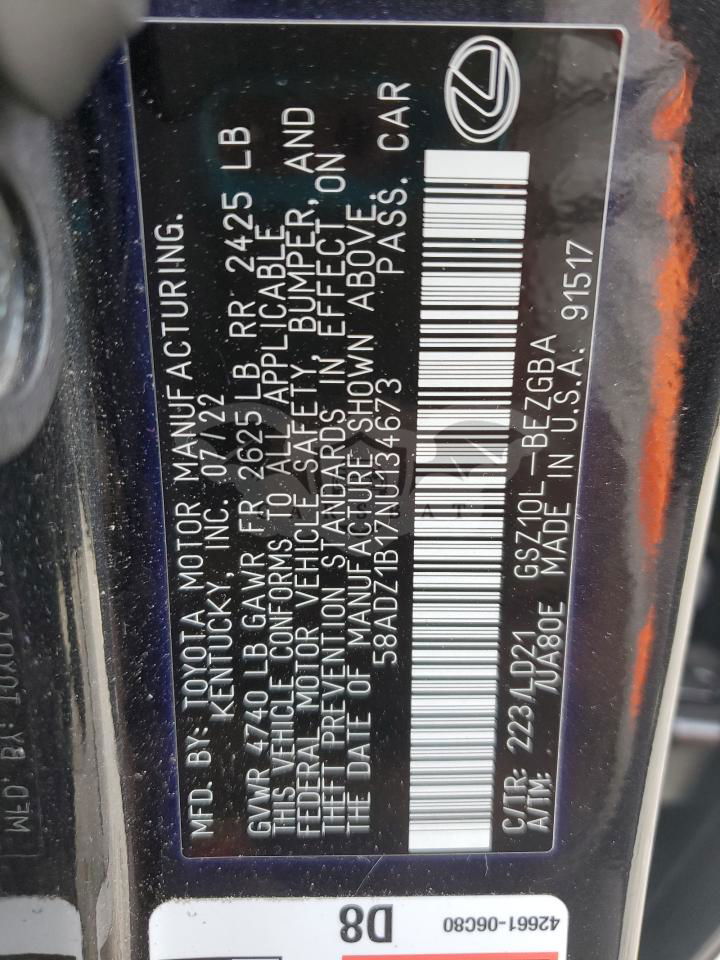 MFD. BY: TOYOTA MOTOR MANUFACTURING.
KENTUCKY, INC. 07/22
GVWR 4740 LB GAWR FR 2625 LB RR 2425 LB
THIS VEHICLE CONFORMS TO ALL APPLICABLE
FEDERAL MOTOR VEHICLE SAFETY, BUMPER, AND
THEFT PREVENTION STANDARDS IN EFFECT ON
THE DATE OF MANUFACTURE SHOWN ABOVE.
58ADZ1B17NU134673 PASS. CAR
C/TR: 223/LD21 GSZ10L-BEZGBA
A/TM: /UA80E MADE IN U.S.A. 91517
42661-06C80
D8